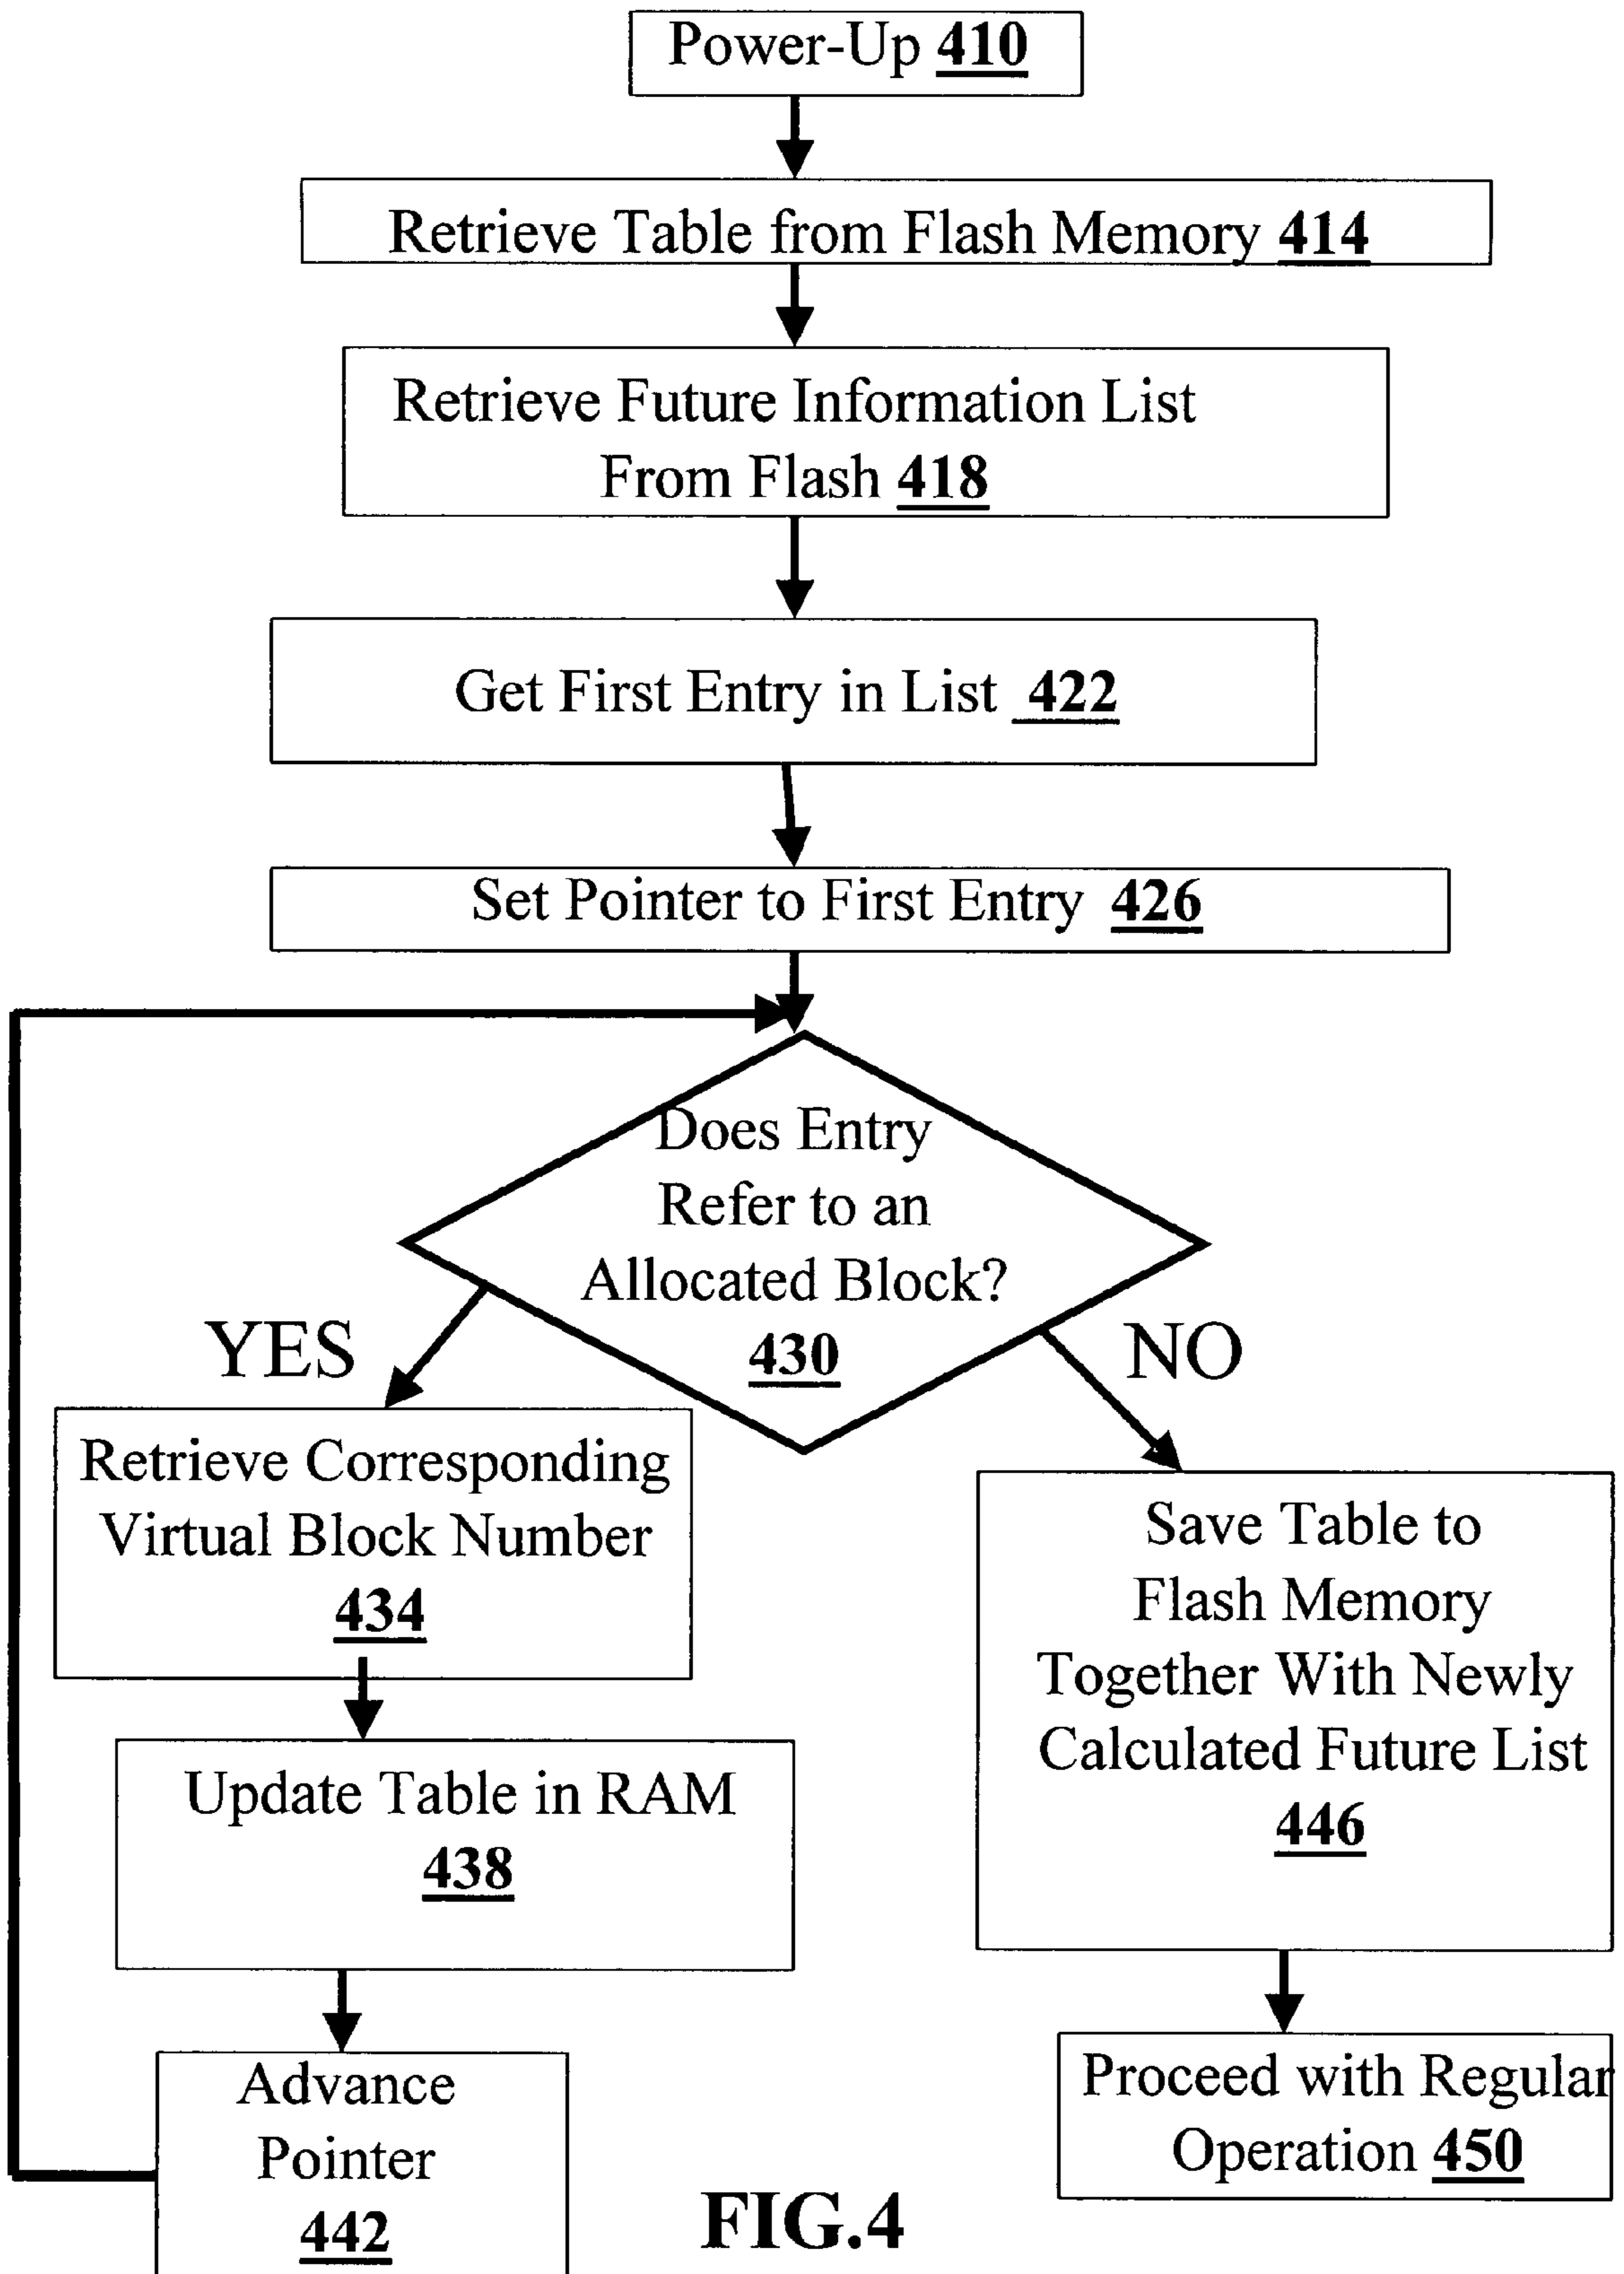 Power-Up 410
Retrieve Table from Flash Memory 414
Retrieve Future Information List
From Flash 418
Get First Entry in List 422
Set Pointer to First Entry 426
Does Entry
Refer to an
Allocated Block?
430
YES
NO
Retrieve Corresponding
Virtual Block Number
434
Update Table in RAM
438
Advance
Pointer
442
Save Table to
Flash Memory
Together With Newly
Calculated Future List
446
Proceed with Regular
Operation 450
FIG.4